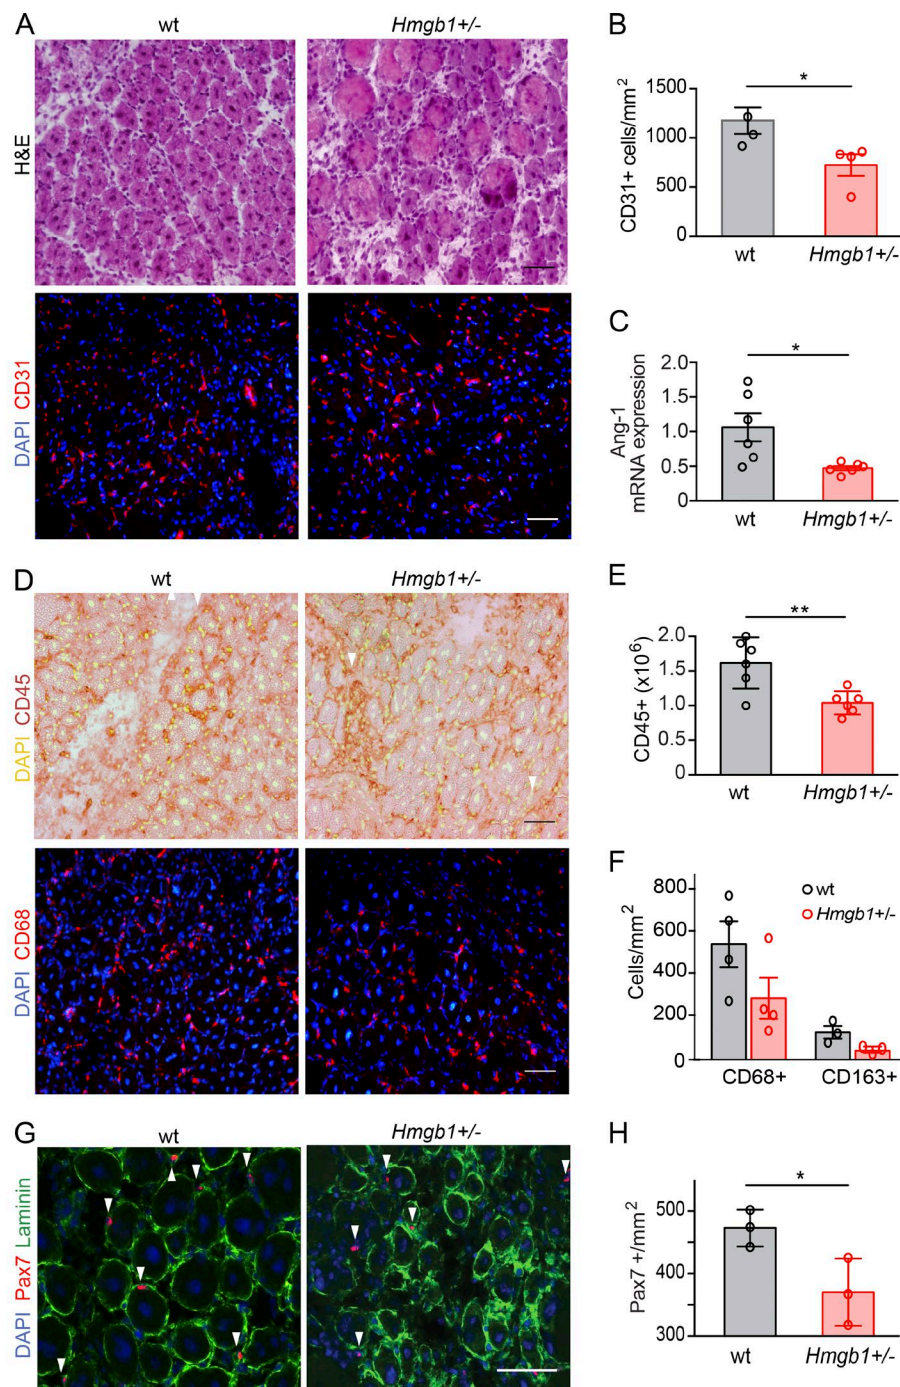 A
wt
Hmgb1+/-
H&E
DAPI CD31
B
CD31+ cells/mm2
1500
1000
500
0
*
wt
Hmgb1+/-
C
Ang-1
mRNA expression
2.0
1.5
1.0
0.5
0
*
wt
Hmgb1+/-
D
wt
Hmgb1+/-
DAPI CD45
DAPI CD68
E
CD45+ (x10⁶)
2.0
1.5
1.0
0.5
0
**
wt
Hmgb1+/-
F
Cells/mm²
800
600
400
200
0
wt
Hmgb1+/-
CD68+
CD163+
G
wt
Hmgb1+/-
DAPI Pax7 Laminin
H
Pax7 +/mm²
500
400
300
*
wt
Hmgb1+/-